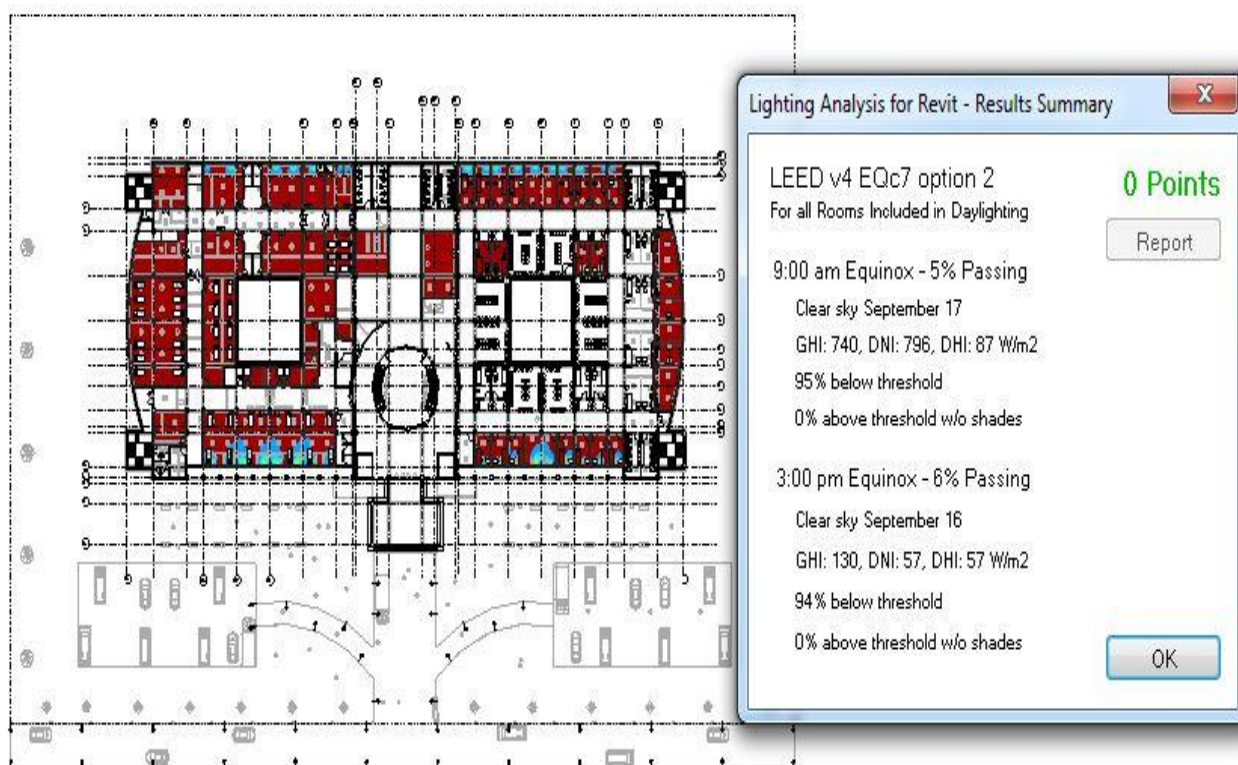 Lighting Analysis for Revit - Results Summary
X
LEED v4 EQc7 option 2
0 Points
For all Rooms Included in Daylighting
Report
9:00 am Equinox - 5% Passing
Clear sky September 17
GHI: 740, DNI: 796, DHI: 87 W/m2
95% below threshold
0% above threshold w/o shades
3:00 pm Equinox - 6% Passing
Clear sky September 16
GHI: 130, DNI: 57, DHI: 57 W/m2
94% below threshold
0% above threshold w/o shades
OK